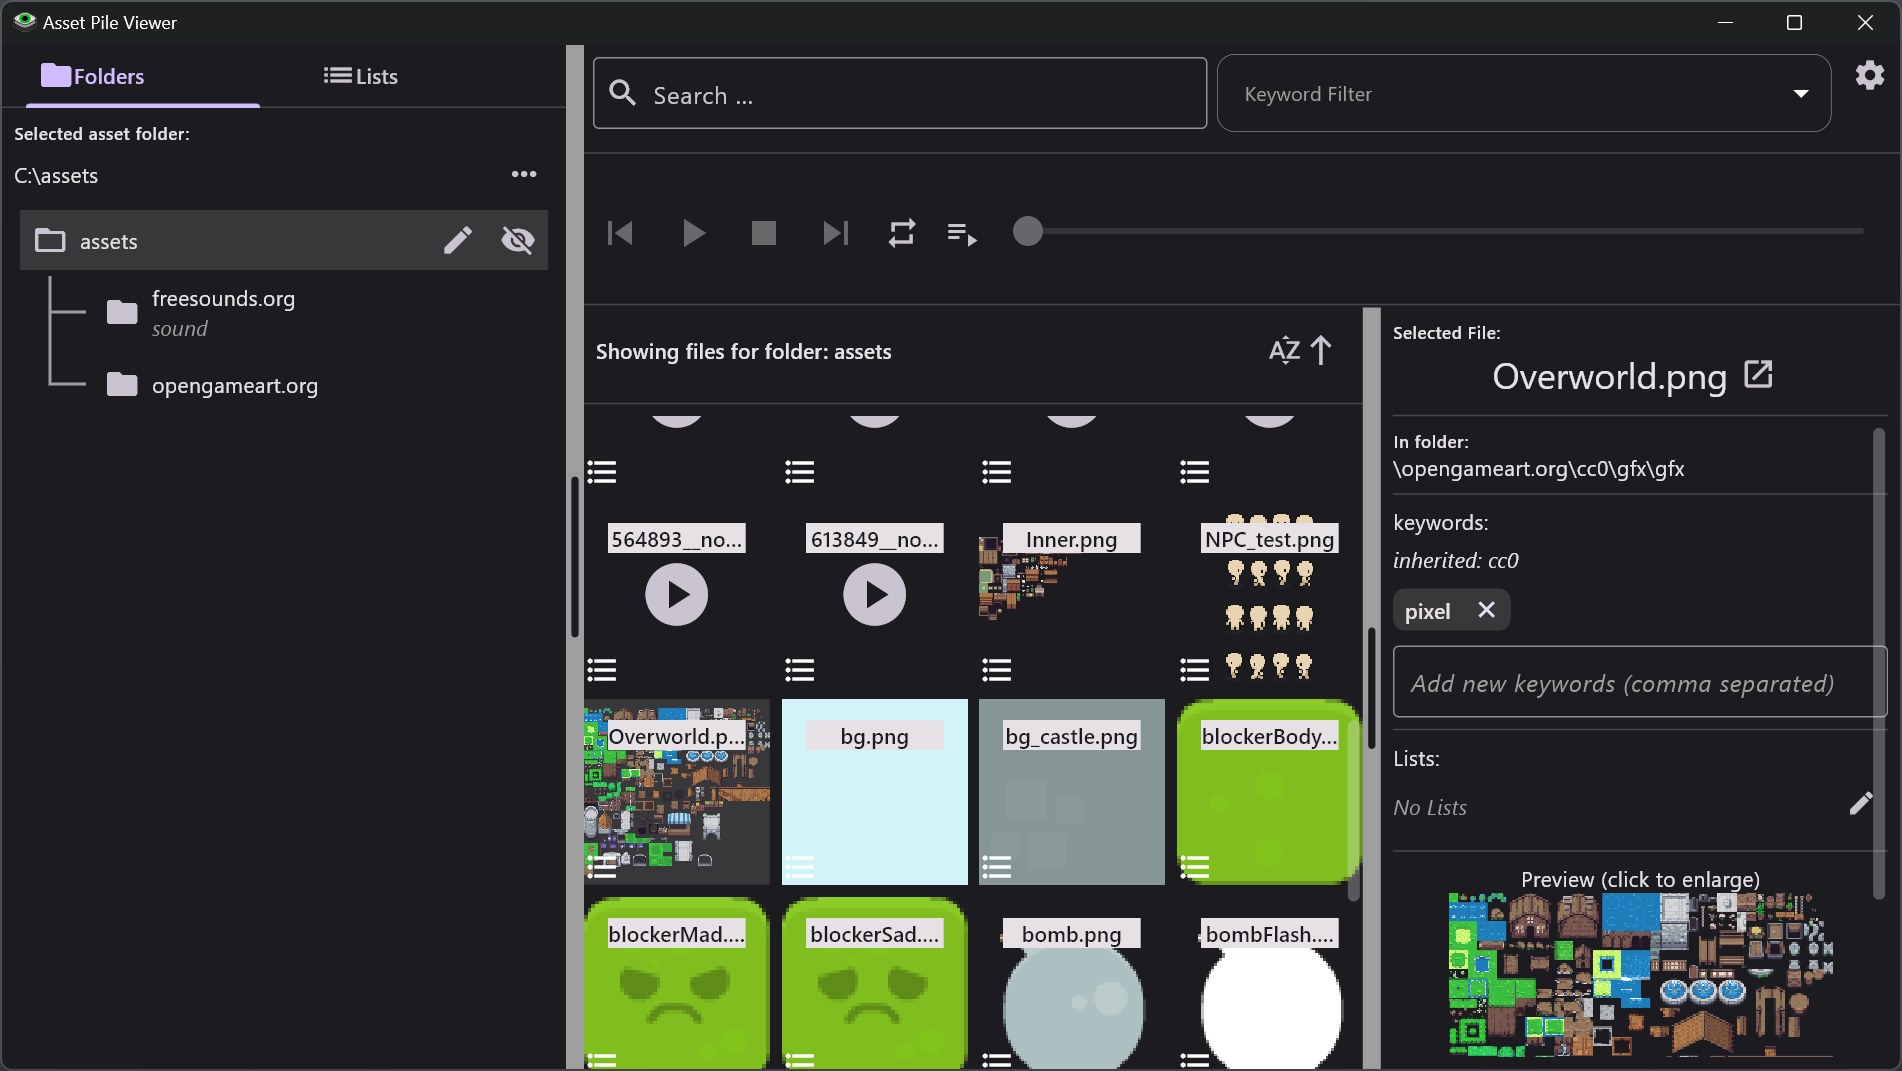 Asset Pile Viewer
Folders
Lists
Selected asset folder:
C:\assets
assets
freesounds.org
sound
opengameart.org
Search ...
Keyword Filter
Showing files for folder: assets
AZ
564893__no...
613849__no...
Inner.png
NPC_test.png
Overworld.p...
bg.png
bg_castle.png
blockerBody...
blockerMad....
blockerSad....
bomb.png
bombFlash....
Selected File:
Overworld.png
In folder:
\opengameart.org\cc0\gfx\gfx
keywords:
inherited: cc0
pixel
Add new keywords (comma separated)
Lists:
No Lists
Preview (click to enlarge)